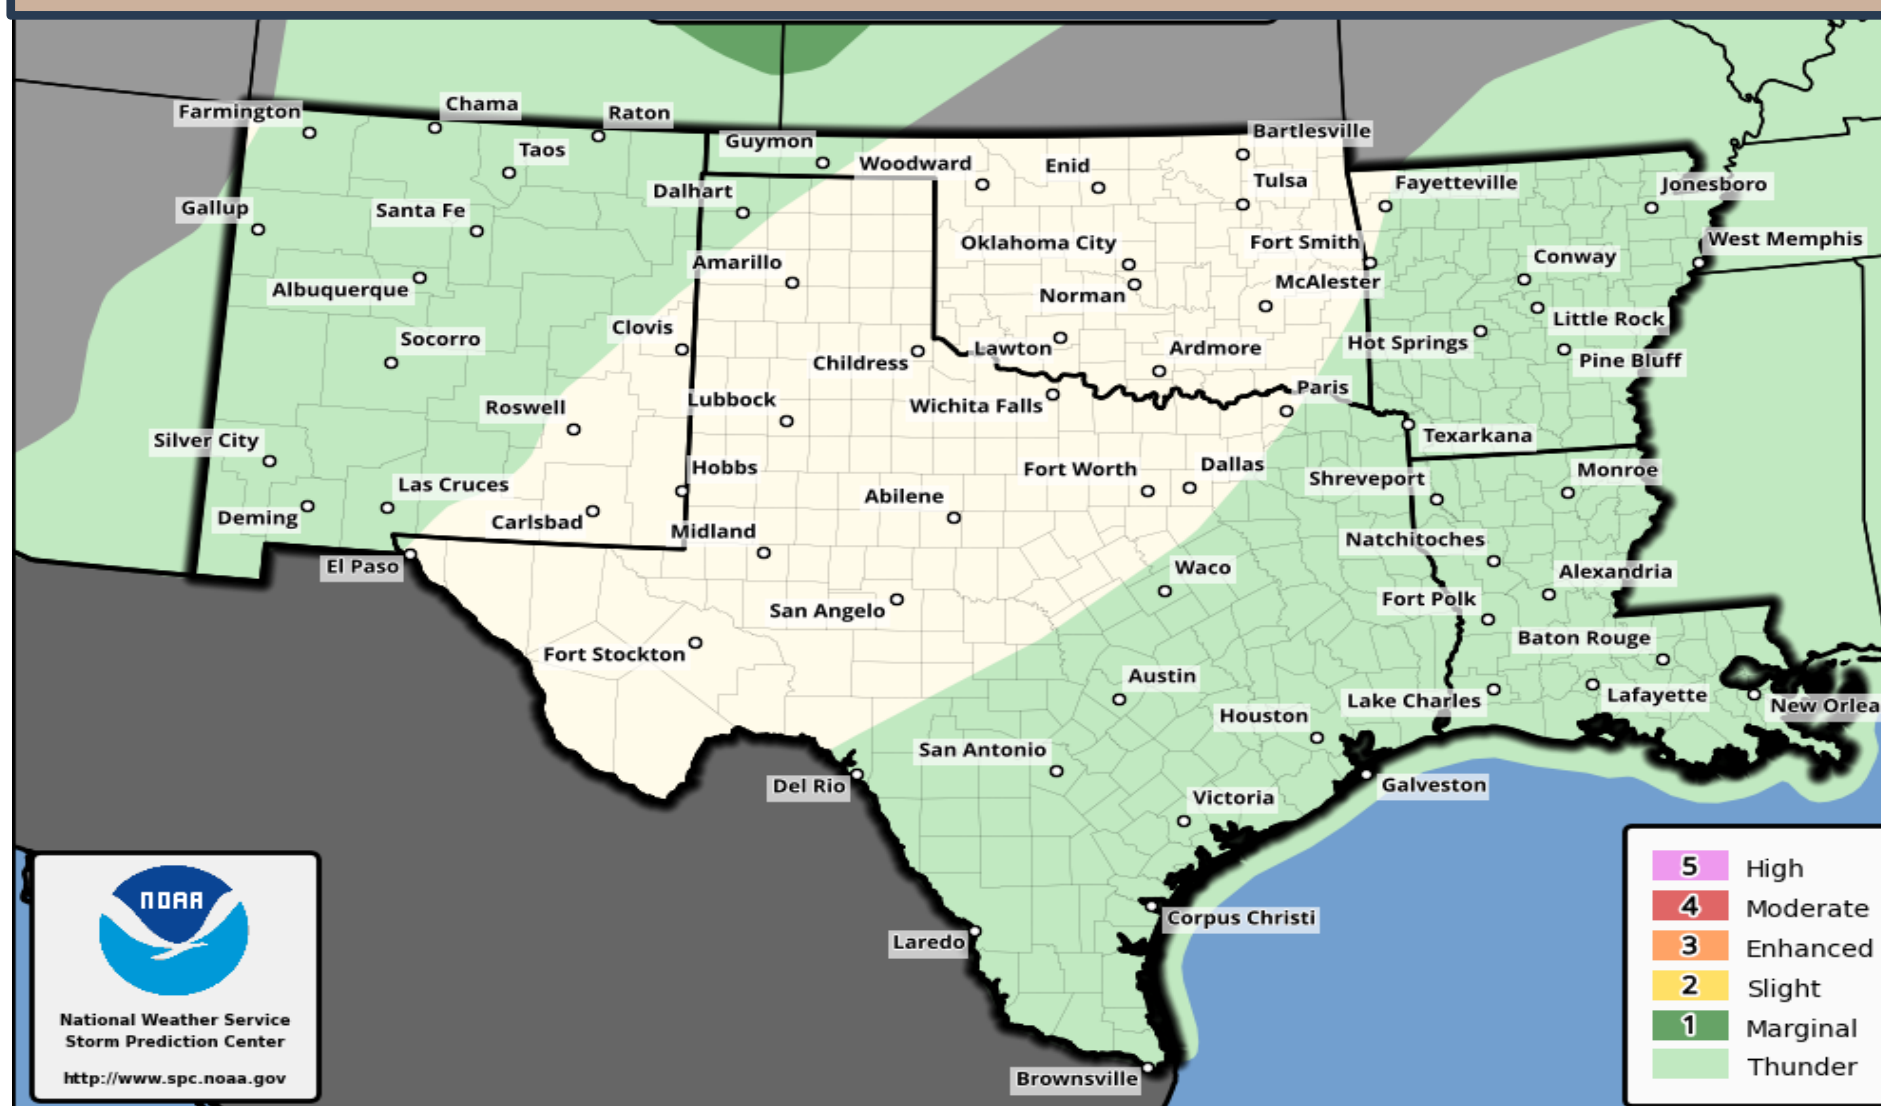 Farmington
Chama
Raton
Guymon
Bartlesville
Taos
Woodward
Enid
Tulsa
Fayetteville
Jonesboro
Dalhart
Gallup
Santa Fe
Oklahoma City
Fort Smith
West Memphis
Conway
Amarillo
Albuquerque
Norman
McAlester
Little Rock
Clovis
Socorro
Hot Springs
Lawton
Ardmore
Childress
Pine Bluff
Paris
Lubbock
Roswell
Wichita Falls
Silver City
Texarkana
Dallas
Hobbs
Fort Worth
Monroe
Shreveport
Las Cruces
Abilene
Deming
Carlsbad
Midland
Natchitoches
El Paso
Waco
Alexandria
San Angelo
Fort Polk
Baton Rouge
Fort Stockton
Austin
Lake Charles
Lafayette
New Orlea
Houston
San Antonio
Del Rio
Galveston
Victoria
Corpus Christi
Laredo
Brownsville
NOAA
National Weather Service
Storm Prediction Center
http://www.spc.noaa.gov
5 High
4 Moderate
3 Enhanced
2 Slight
1 Marginal
Thunder